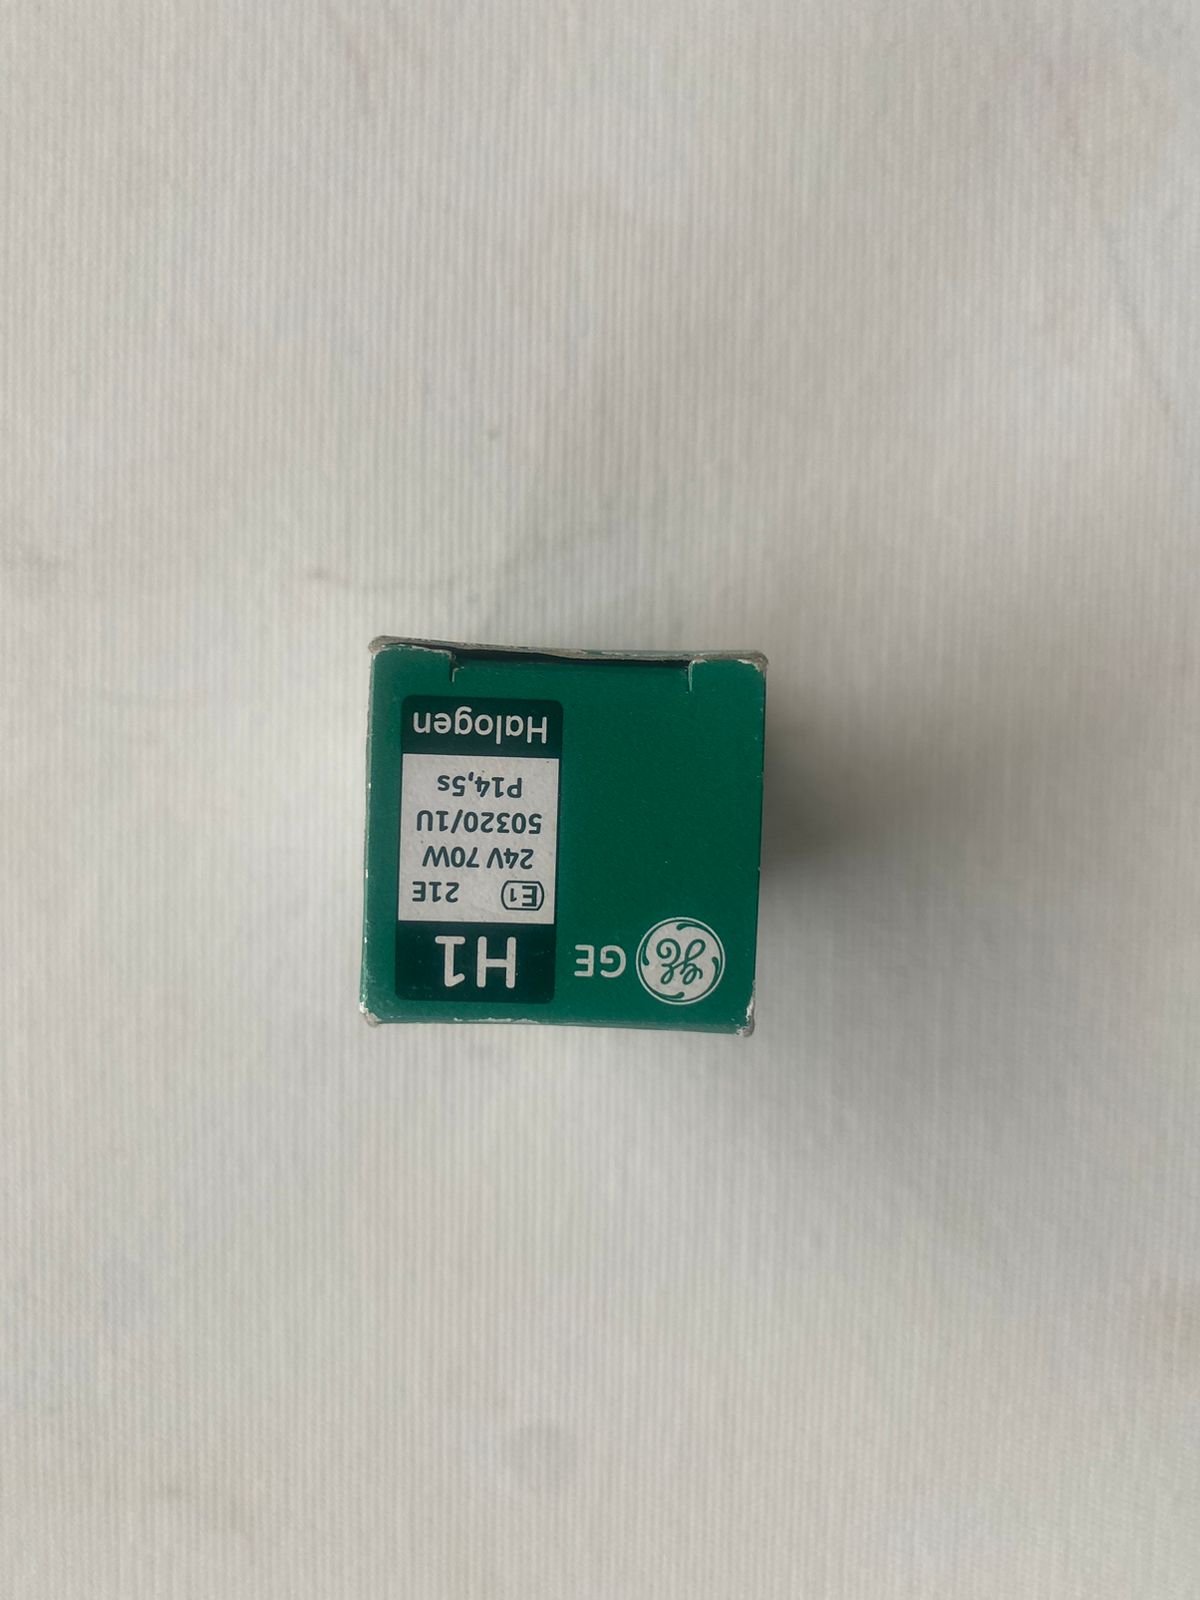 GE
H1
E1 21E
24V 70W
50320/1U
P14,5s
Halogen